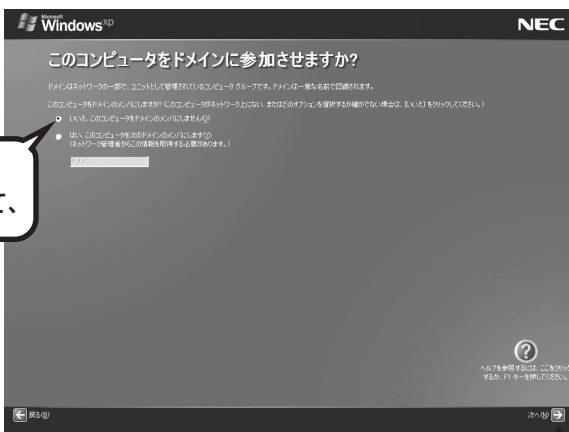 Microsoft
Windows xp
NEC
このコンピュータをドメインに参加させますか?
ドメインはネットワークの一部で、ユニットとして管理されているコンピュータ グループです。ドメインは一意な名前で認識されます。
このコンピュータをドメインのメンバにしますか? (このコンピュータがネットワーク上にない、またはどのオプションを選択するか確かでない場合は、[いいえ] をクリックしてください。)
いいえ、このコンピュータをドメインのメンバにしません(O)
はい、このコンピュータを次のドメインのメンバにします(Y):
(ネットワーク管理者からこの情報を取得する必要があります。)
ドメイン
て、
ヘルプを参照するには、ここをクリック
するか、F1 キーを押してください。
戻る(B)
次へ(N)